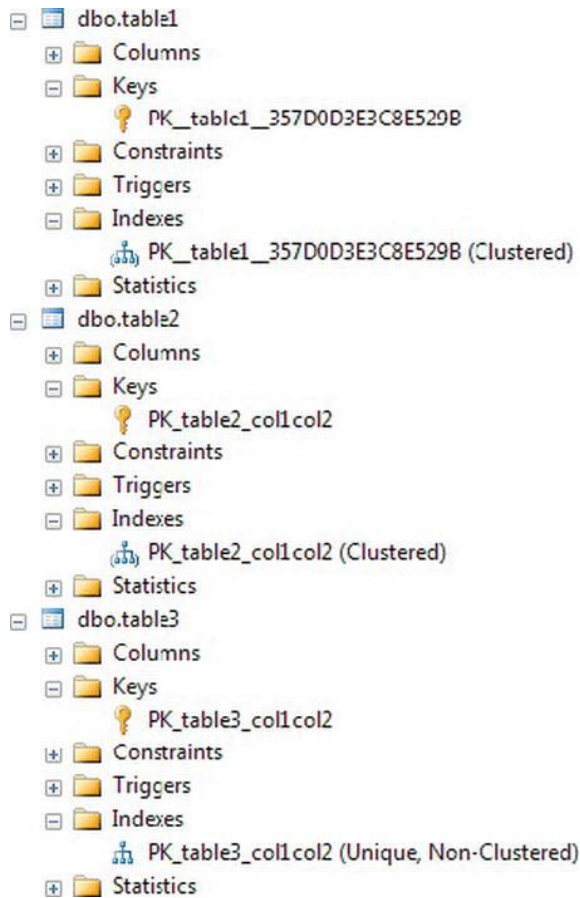 dbo.table1
Columns
Keys
PK__table1__357D0D3E3C8E529B
Constraints
Triggers
Indexes
PK__table1__357D0D3E3C8E529B (Clustered)
Statistics
dbo.table2
Columns
Keys
PK_table2_col1col2
Constraints
Triggers
Indexes
PK_table2_col1col2 (Clustered)
Statistics
dbo.table3
Columns
Keys
PK_table3_col1col2
Constraints
Triggers
Indexes
PK_table3_col1col2 (Unique, Non-Clustered)
Statistics